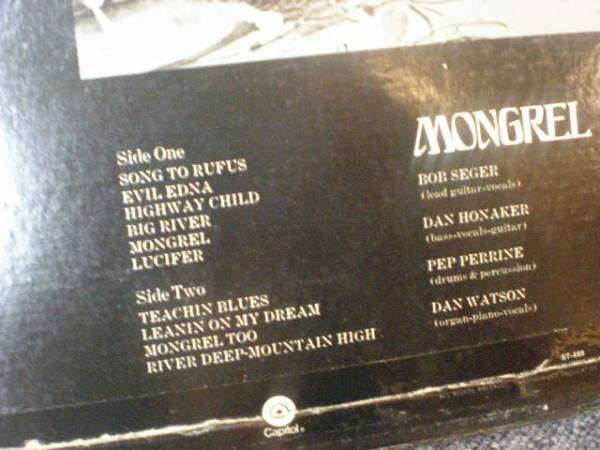 Side One
SONG TO RUFUS
EVIL EDNA
HIGHWAY CHILD
BIG RIVER
MONGREL
LUCIFER
Side Two
TEACHIN BLUES
LEANIN ON MY DREAM
MONGREL TOO
RIVER DEEP-MOUNTAIN HIGH
MONGREL
BOB SEGER
(lead guitar-vocals)
DAN HONAKER
(bass-vocals-guitar)
PEP PERRINE
(drums & percussion)
DAN WATSON
(organ-piano-vocals)
Capitol®